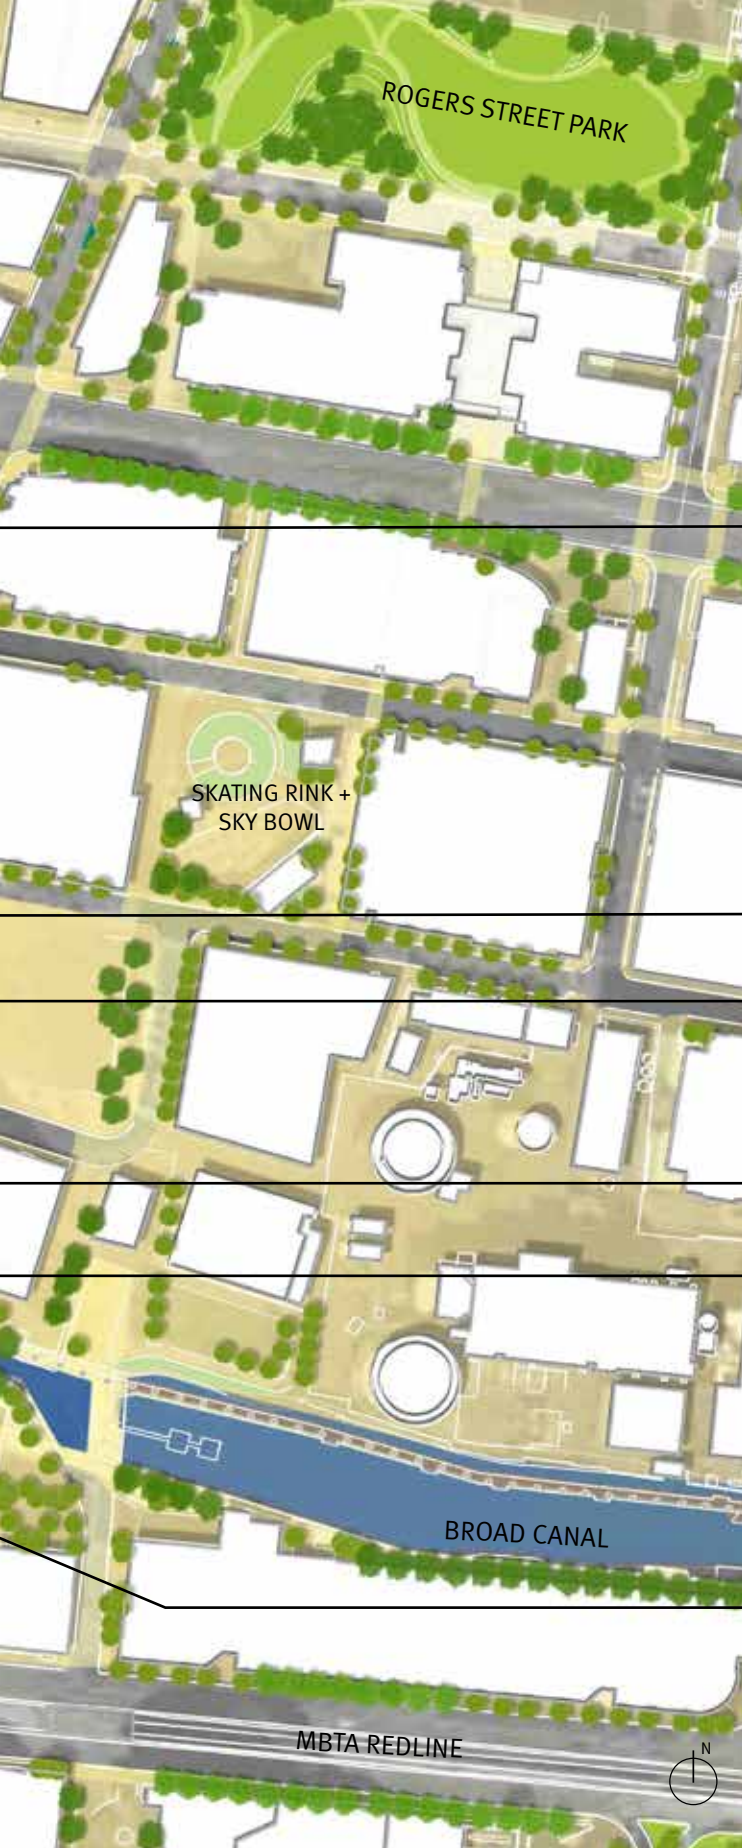 ROGERS STREET PARK
SKATING RINK +
SKY BOWL
BROAD CANAL
MBTA REDLINE
N